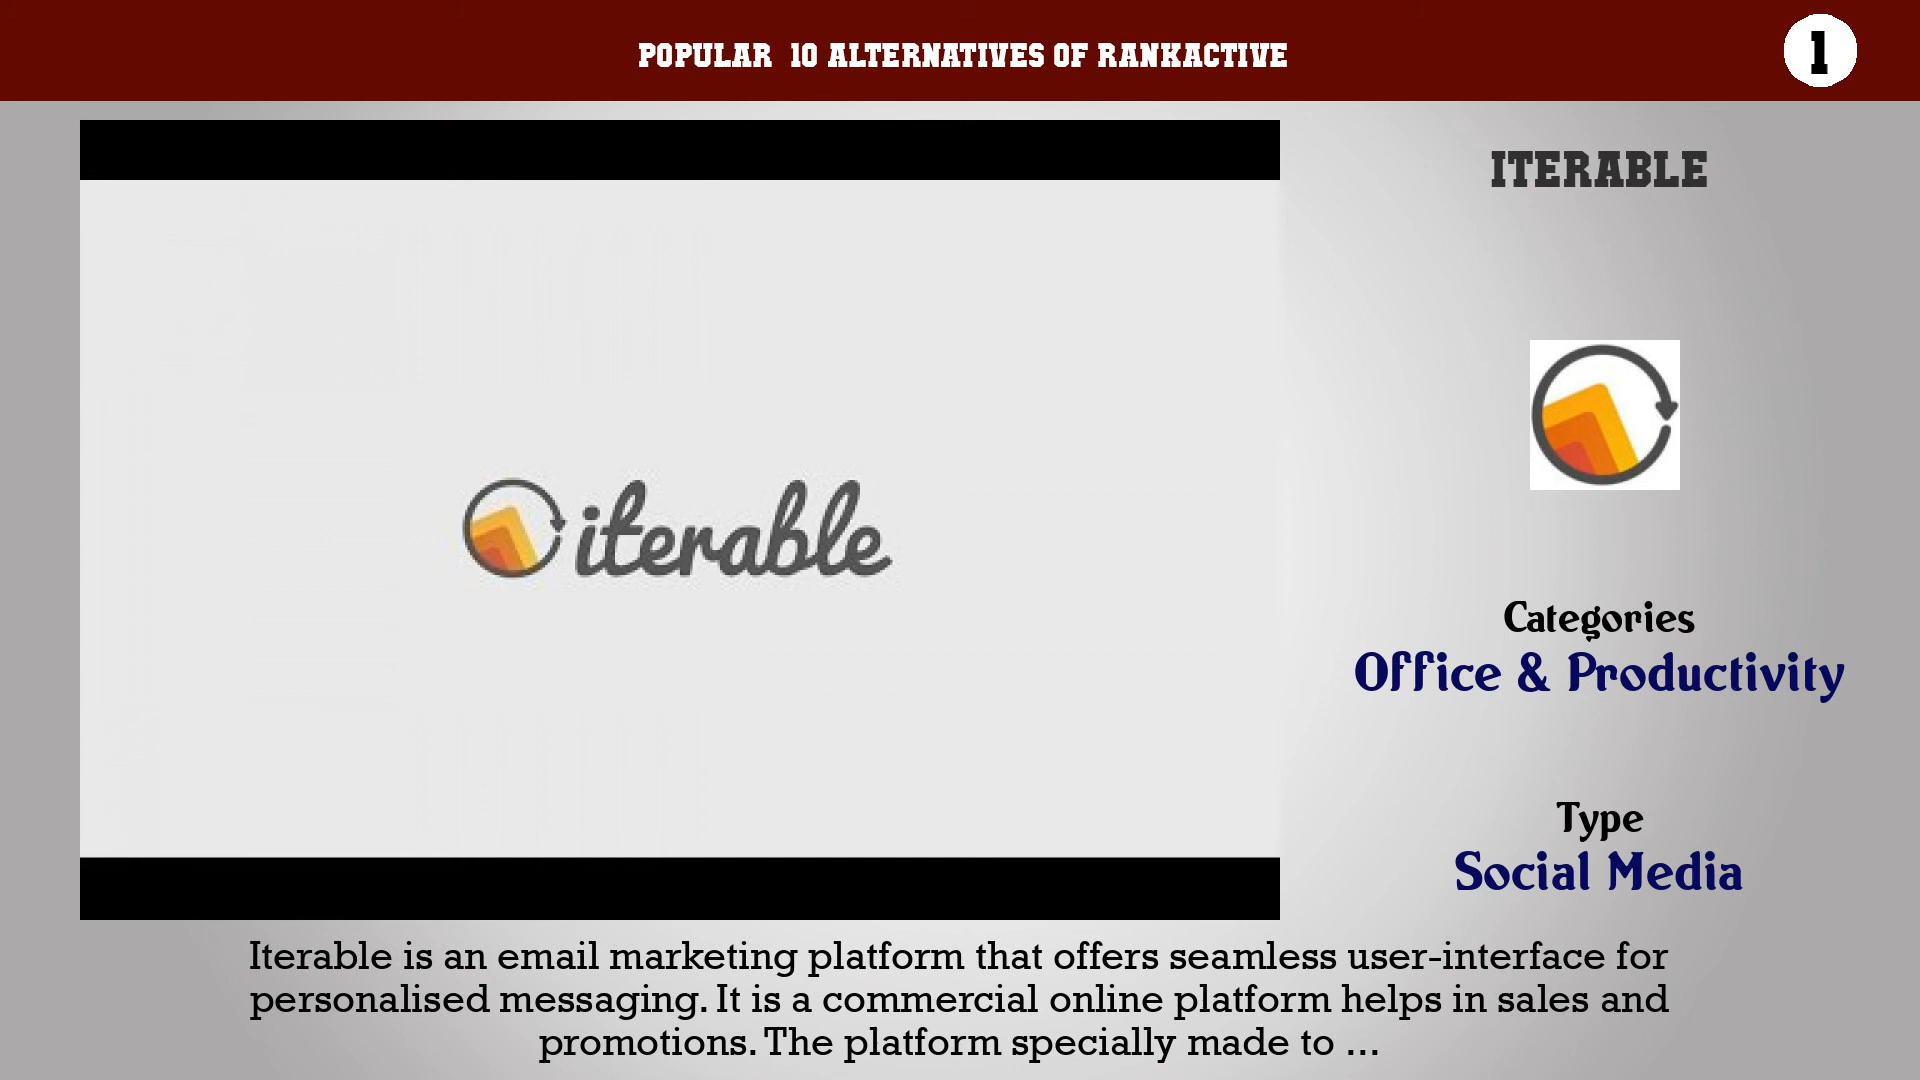 POPULAR 10 ALTERNATIVES OF RANKACTIVE
1
ITERABLE
iterable
Categories
Office & Productivity
Type
Social Media
Iterable is an email marketing platform that offers seamless user-interface for
personalised messaging. It is a commercial online platform helps in sales and
promotions. The platform specially made to ...